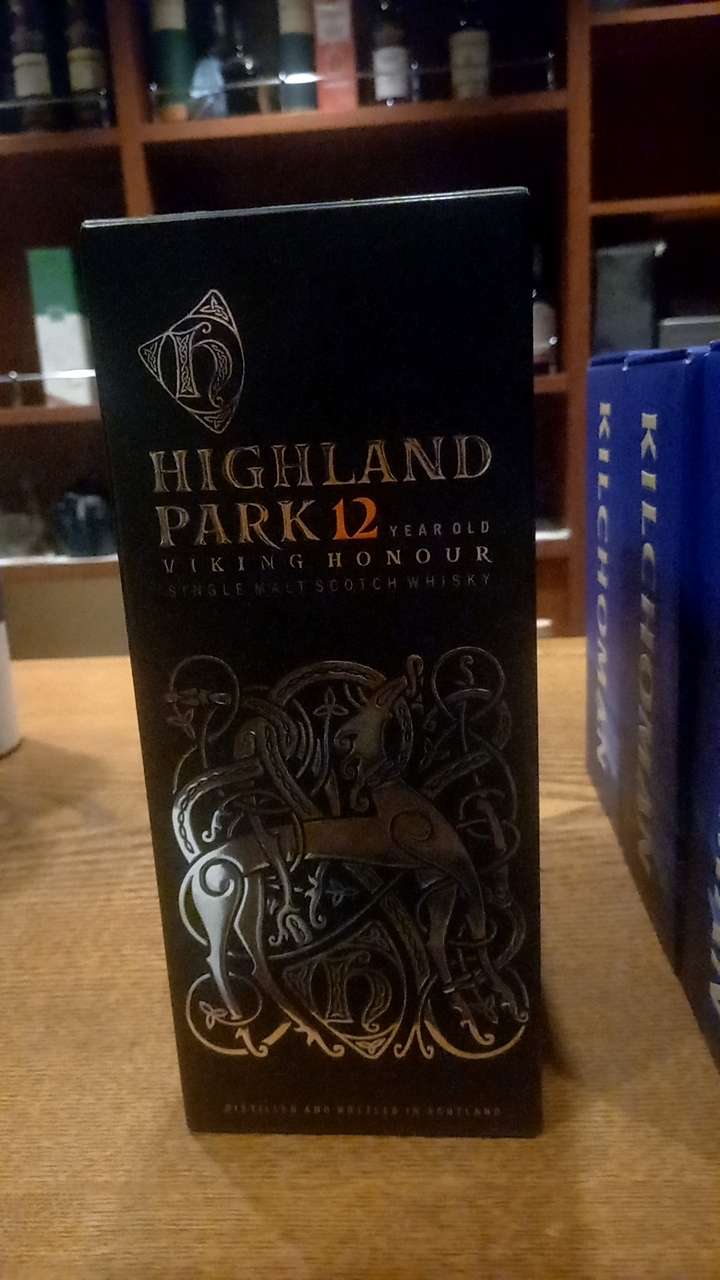 HIGHLAND
PARK 12 YEAR OLD
VIKING HONOUR
SINGLE MALT SCOTCH WHISKY
DISTILLED AND BOTTLED IN SCOTLAND
KILCHOMAN
KILCHOMAN